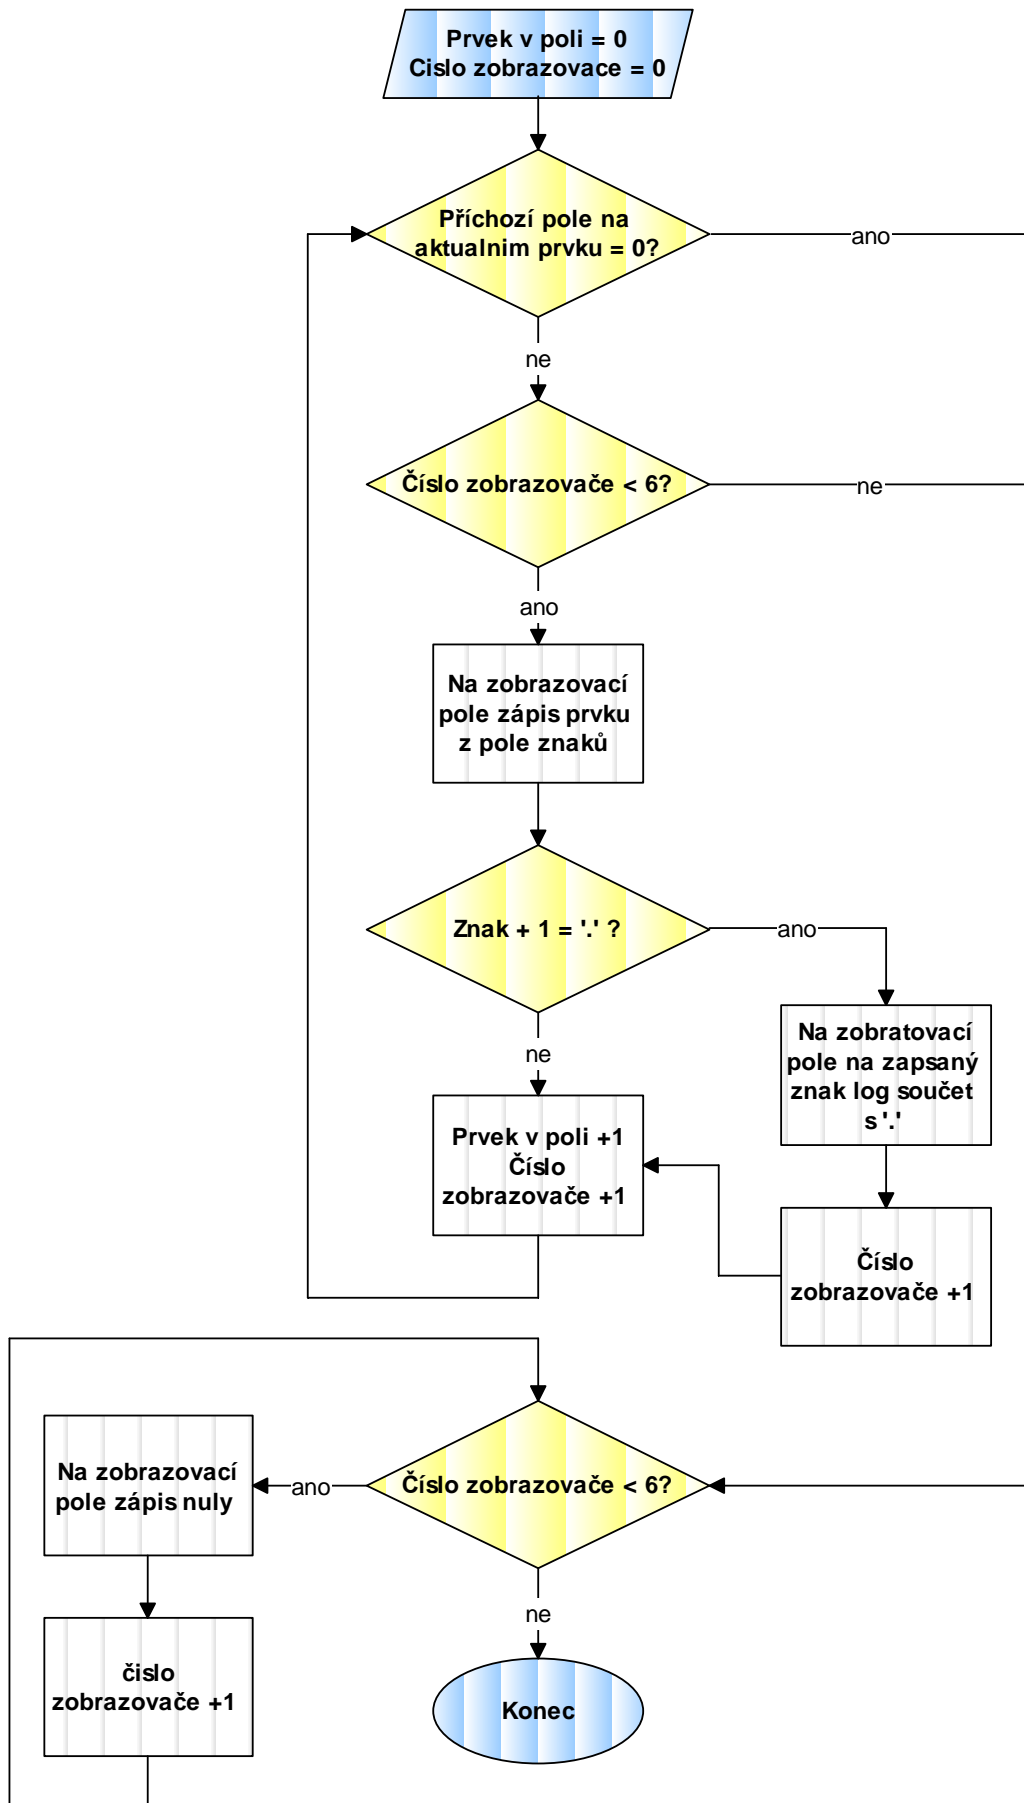 Prvek v poli = 0
Cislo zobrazovace = 0
Příchozí pole na
aktualnim prvku = 0?
ano
ne
Číslo zobrazovače < 6?
ne
ano
Na zobrazovací
pole zápis prvku
z pole znaků
Znak + 1 = '.' ?
ano
ne
Na zobratovací
pole na zapsaný
znak log součet
s '.'
Prvek v poli +1
Číslo
zobrazovače +1
Číslo
zobrazovače +1
Číslo zobrazovače < 6?
ano
Na zobrazovací
pole zápis nuly
ne
čislo
zobrazovače +1
Konec